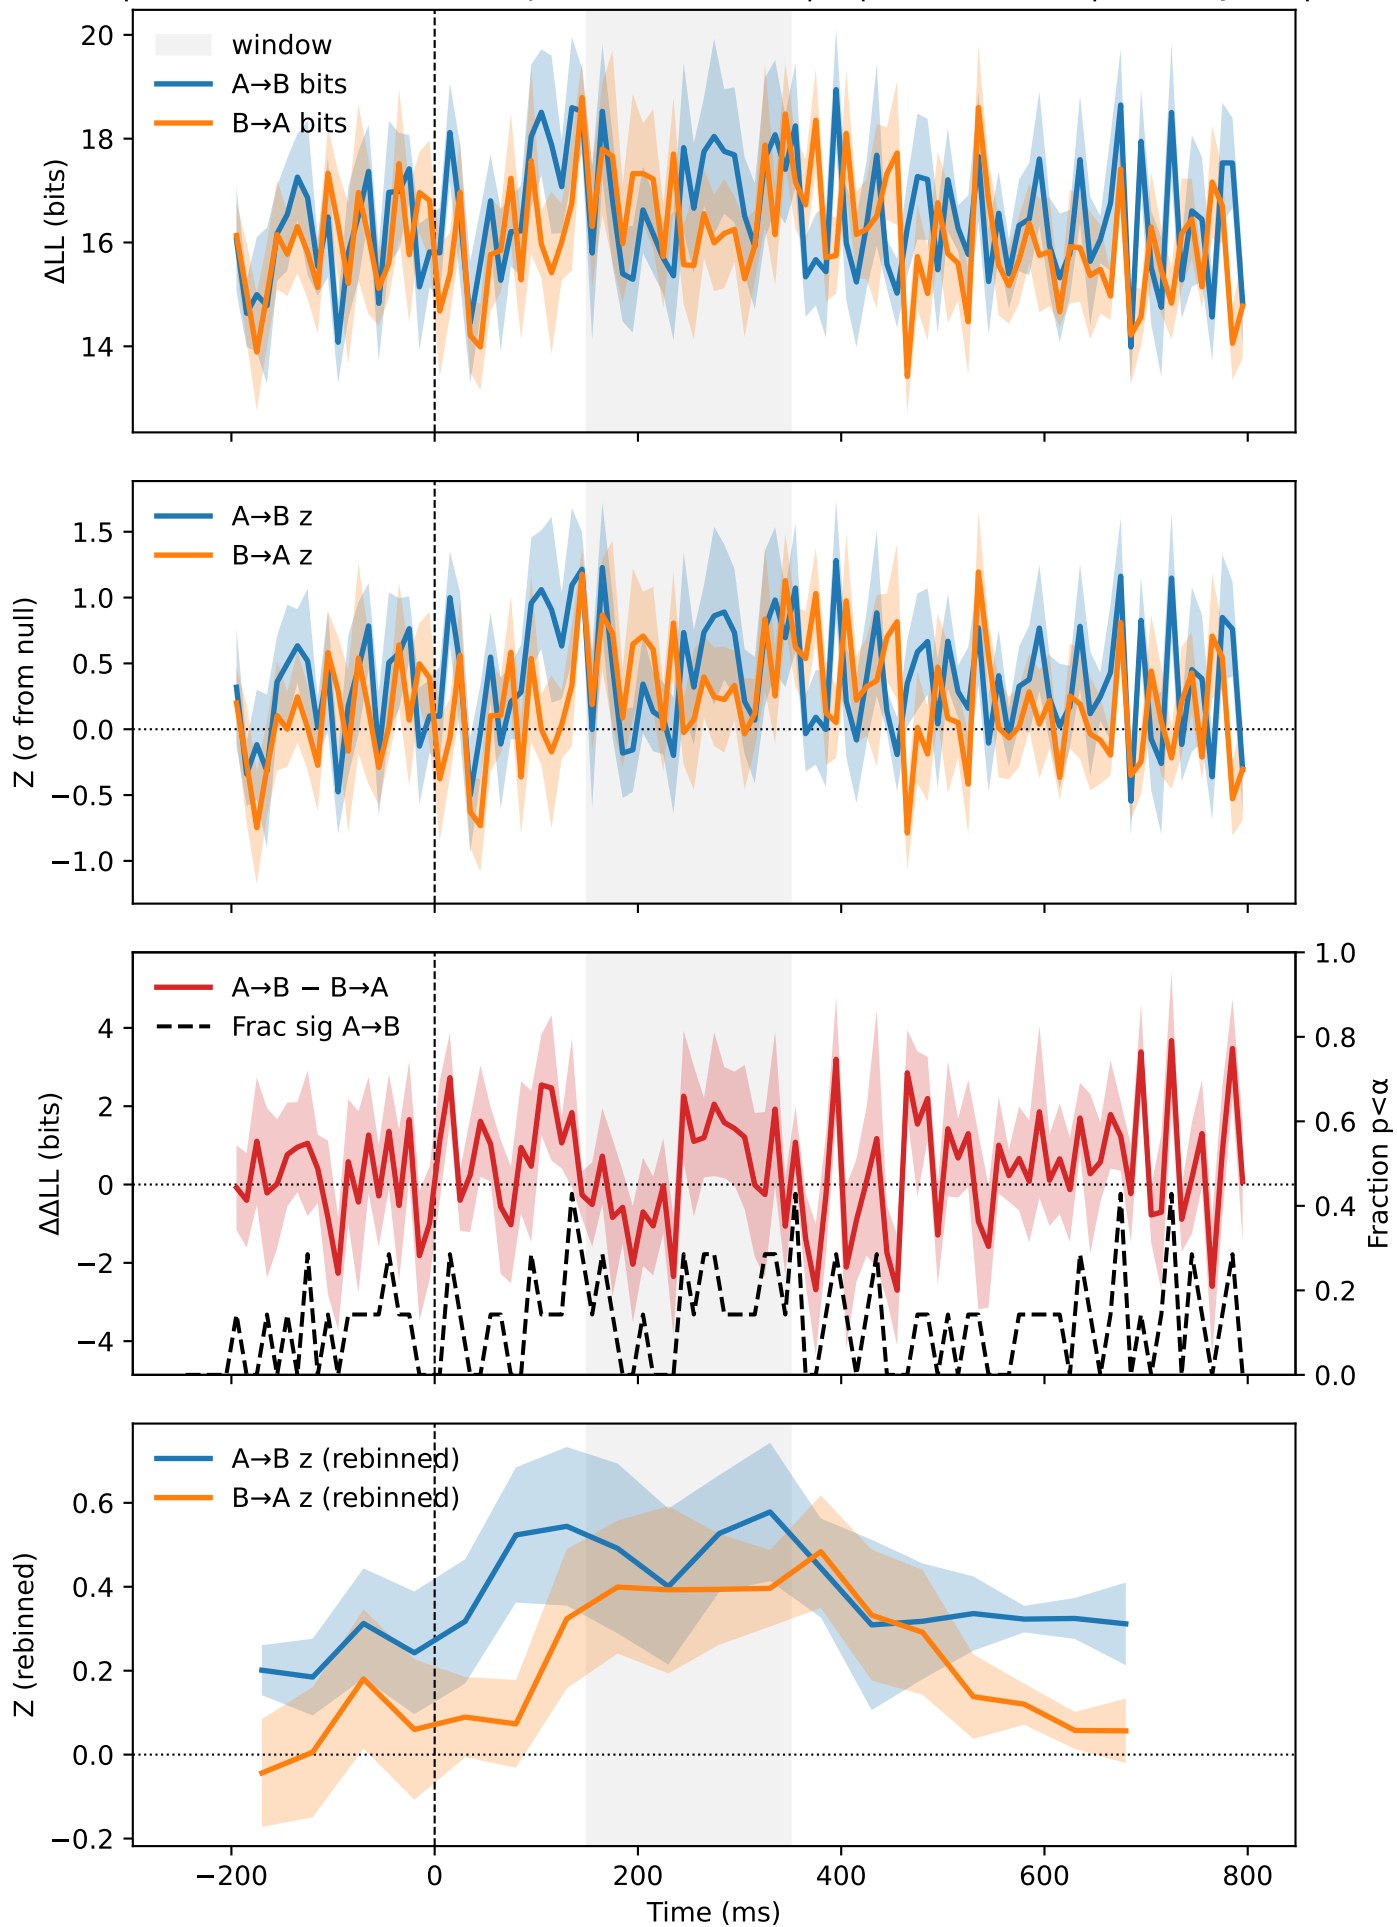 20
18
16
14
ΔLL (bits)
window
A→B bits
B→A bits
1.5
1.0
0.5
0.0
−0.5
−1.0
Z (σ from null)
A→B z
B→A z
4
2
0
−2
−4
ΔΔLL (bits)
A→B − B→A
Frac sig A→B
1.0
0.8
0.6
0.4
0.2
0.0
Fraction p<α
0.6
0.4
0.2
0.0
−0.2
Z (rebinned)
A→B z (rebinned)
B→A z (rebinned)
−200
0
200
400
600
800
Time (ms)